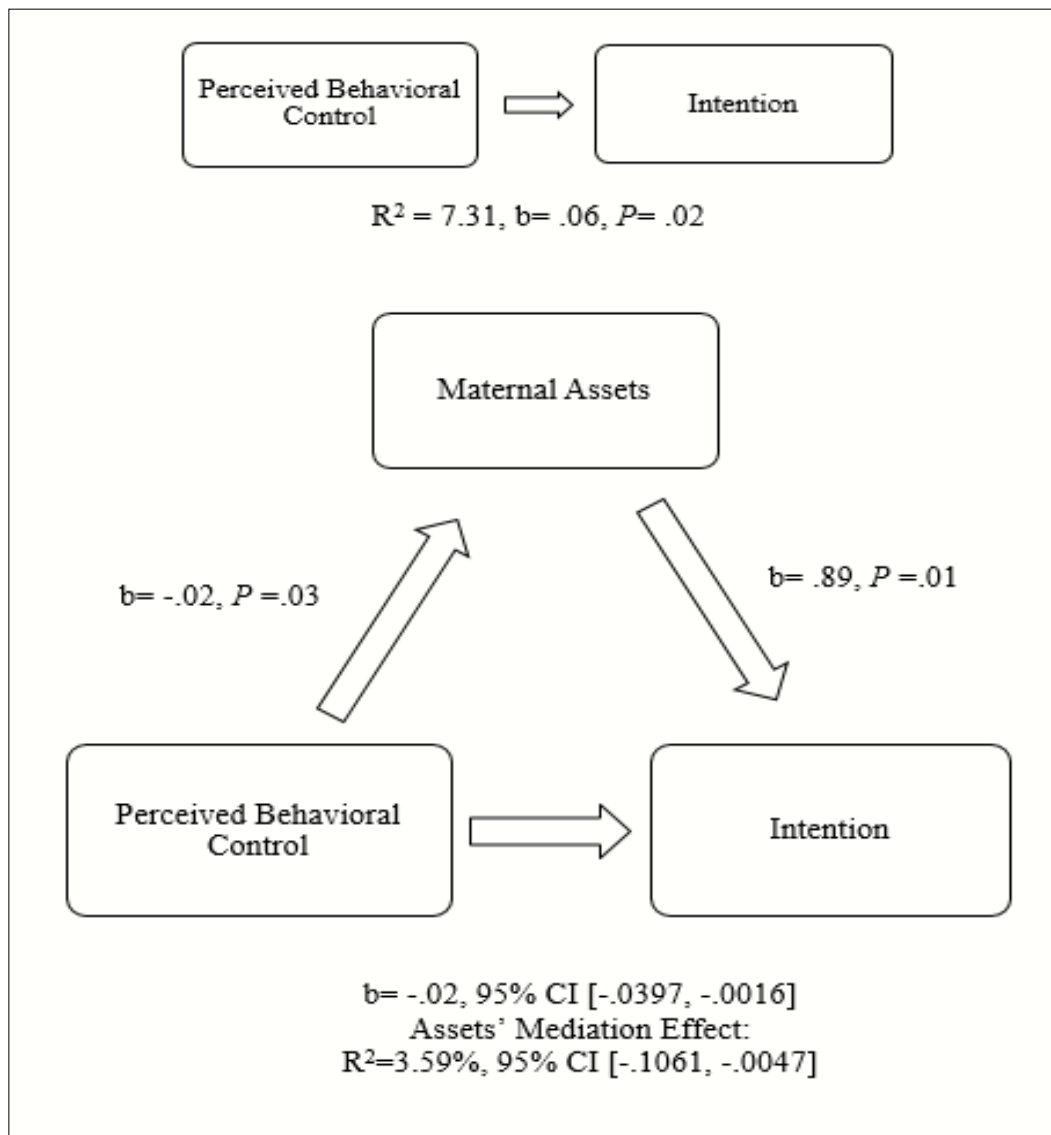 Perceived Behavioral
Control
Intention
R² = 7.31, b= .06, P= .02
Maternal Assets
b= -.02, P =.03
b= .89, P =.01
Perceived Behavioral
Control
Intention
b= -.02, 95% CI [-.0397, -.0016]
Assets’ Mediation Effect:
R²=3.59%, 95% CI [-.1061, -.0047]